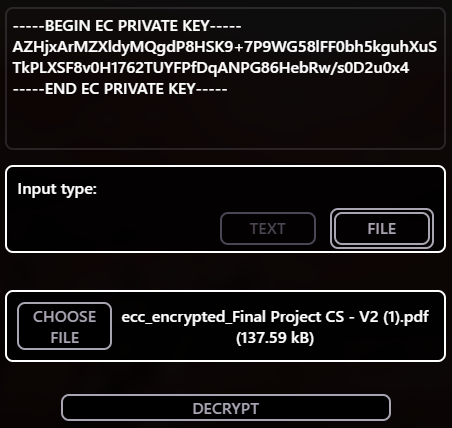 -----BEGIN EC PRIVATE KEY-----
AZHjxArMZXldyMQgdP8HSK9+7P9WG58lFF0bh5kguhXuS
TkPLXSF8v0H1762TUYFPfDqANPG86HebRw/s0D2u0x4
-----END EC PRIVATE KEY-----
Input type:
TEXT
FILE
CHOOSE
FILE
ecc_encrypted_Final Project CS - V2 (1).pdf
(137.59 kB)
DECRYPT